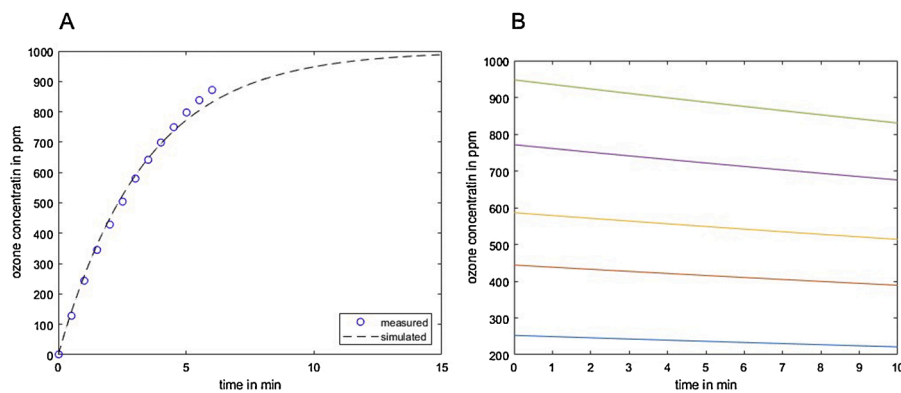 A
1000
900
800
700
600
500
400
300
200
100
0
ozone concentratin in ppm
0 5 10 15
time in min
measured
simulated
B
1000
900
800
700
600
500
400
300
200
ozone concentratin in ppm
0 1 2 3 4 5 6 7 8 9 10
time in min